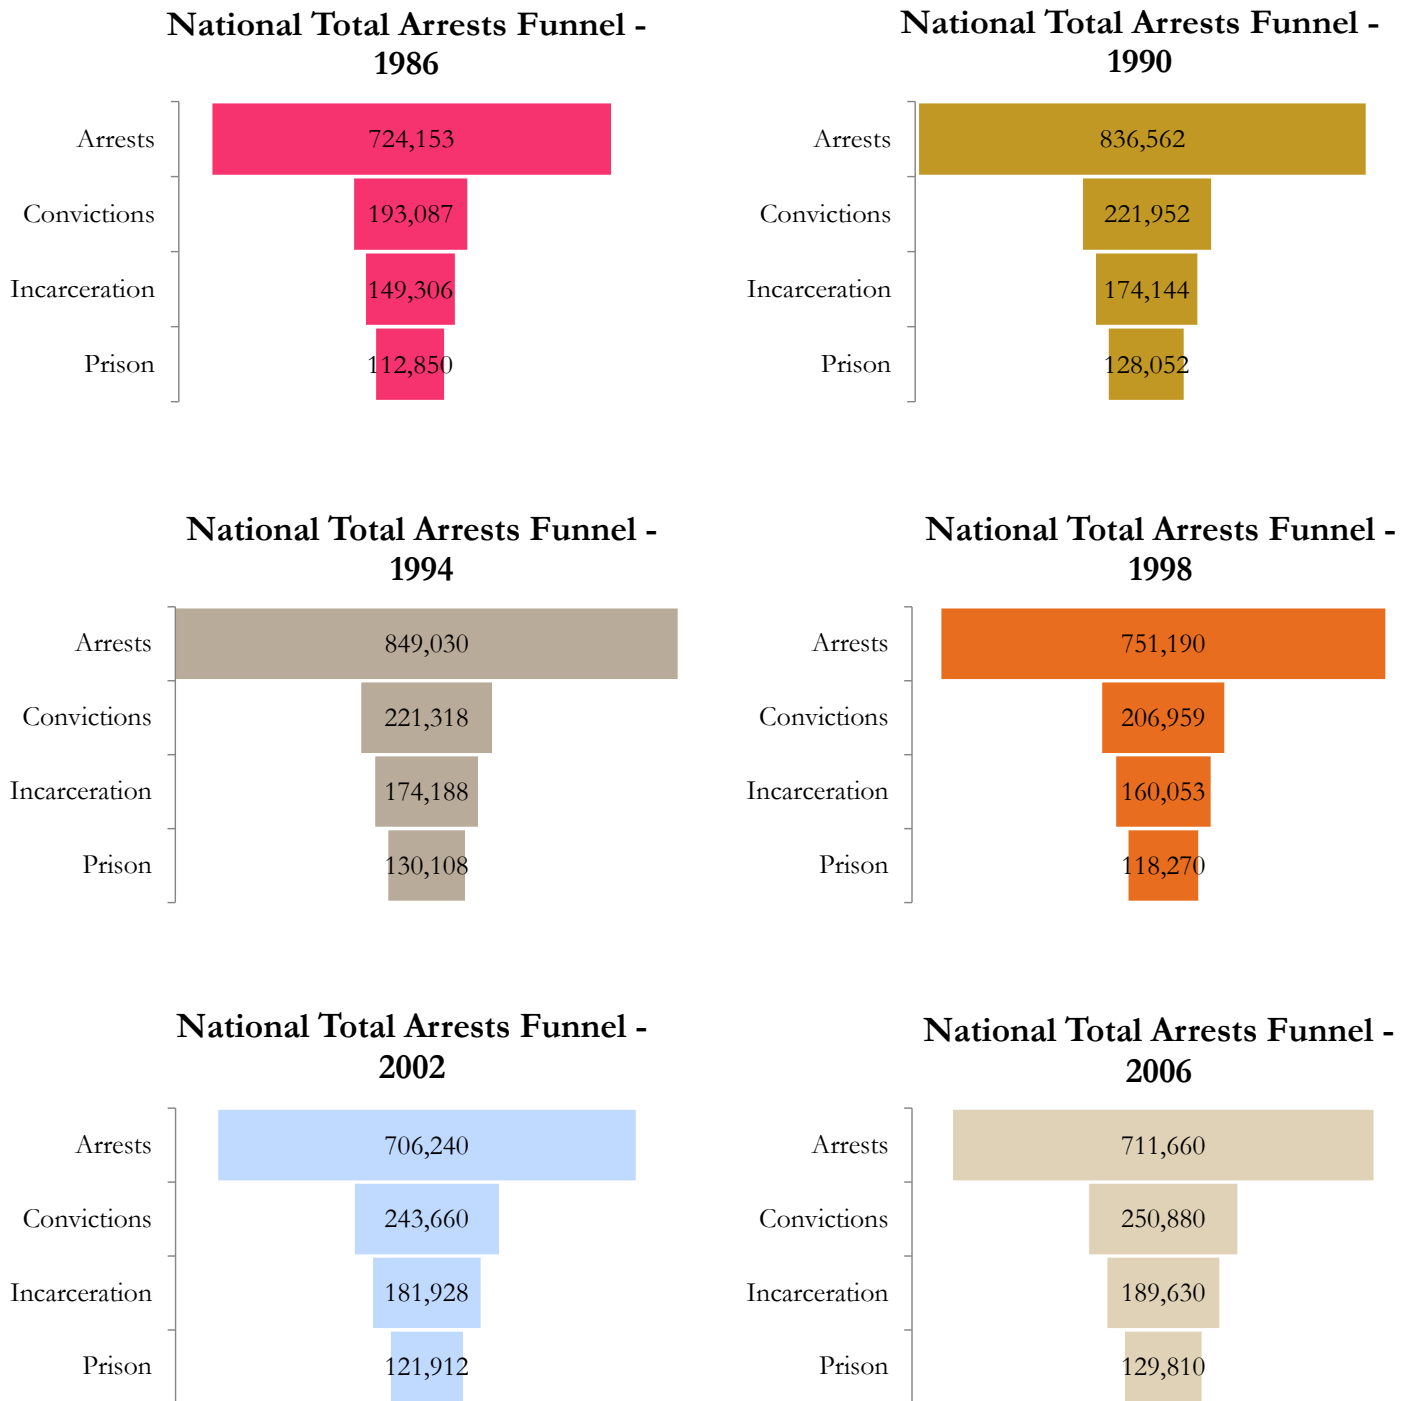 National Total Arrests Funnel -
1986
Arrests
724,153
Convictions
193,087
Incarceration
149,306
Prison
112,850
National Total Arrests Funnel -
1990
Arrests
836,562
Convictions
221,952
Incarceration
174,144
Prison
128,052
National Total Arrests Funnel -
1994
Arrests
849,030
Convictions
221,318
Incarceration
174,188
Prison
130,108
National Total Arrests Funnel -
1998
Arrests
751,190
Convictions
206,959
Incarceration
160,053
Prison
118,270
National Total Arrests Funnel -
2002
Arrests
706,240
Convictions
243,660
Incarceration
181,928
Prison
121,912
National Total Arrests Funnel -
2006
Arrests
711,660
Convictions
250,880
Incarceration
189,630
Prison
129,810